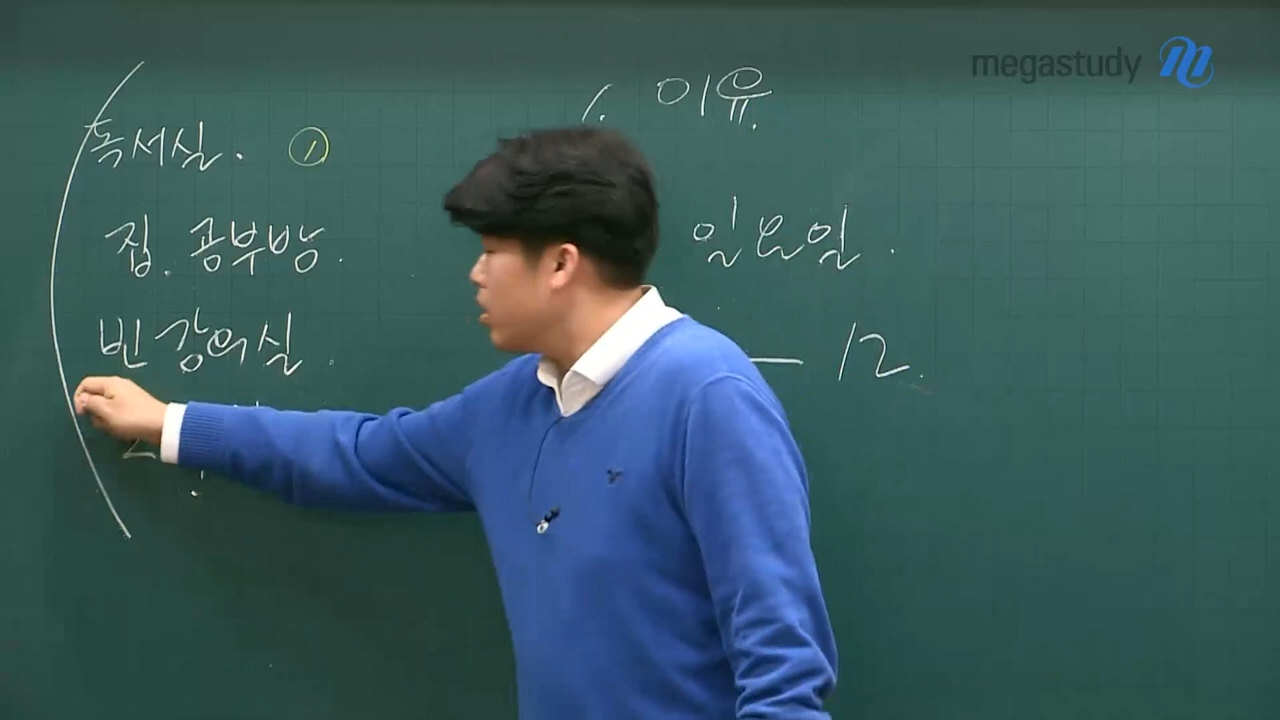 megastudy
독서실. ①
집. 공부방.
빈 강의실.
1. 이유.
일요일.
— 12.